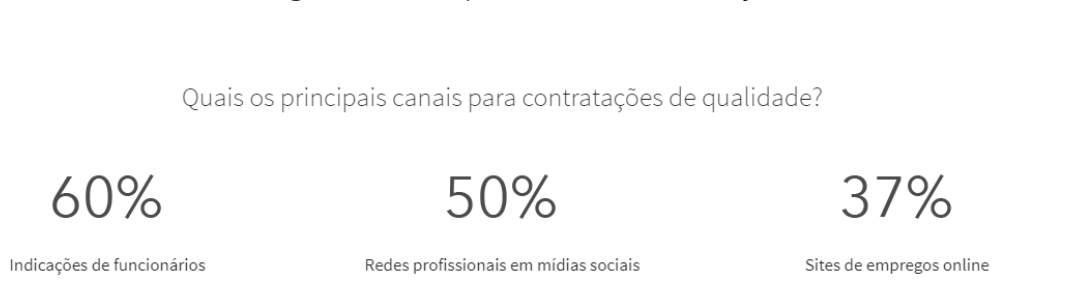 Quais os principais canais para contratações de qualidade?
60%
50%
37%
Indicações de funcionários
Redes profissionais em mídias sociais
Sites de empregos online